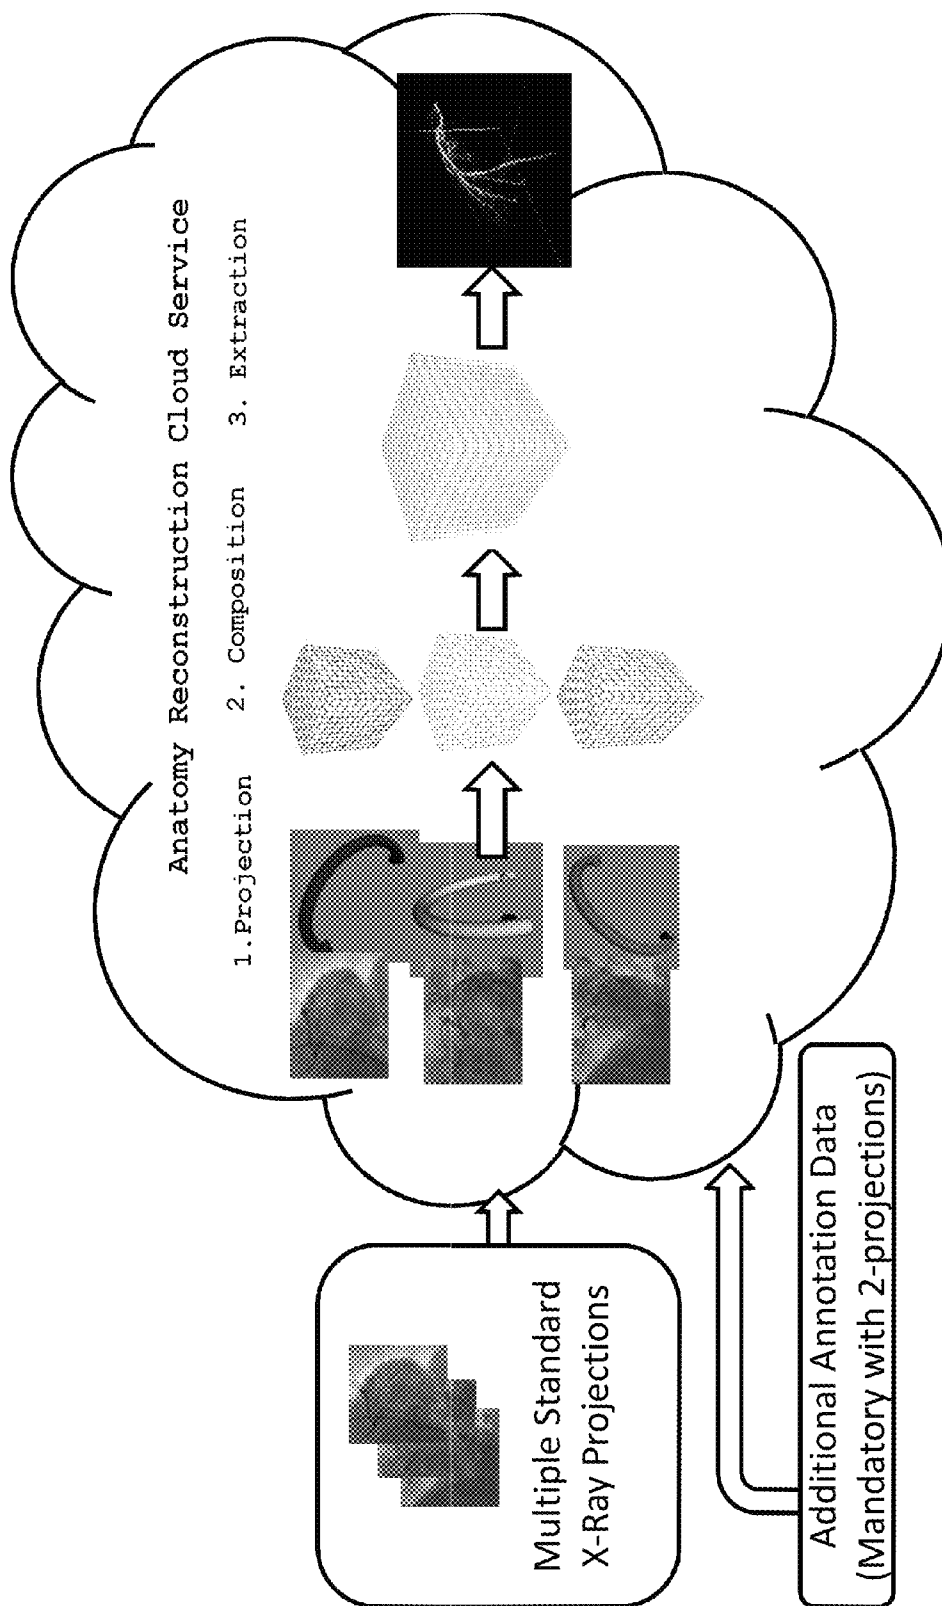 Anatomy Reconstruction Cloud Service
1.Projection 2. Composition 3. Extraction
Multiple Standard
X-Ray Projections
Additional Annotation Data
(Mandatory with 2-projections)